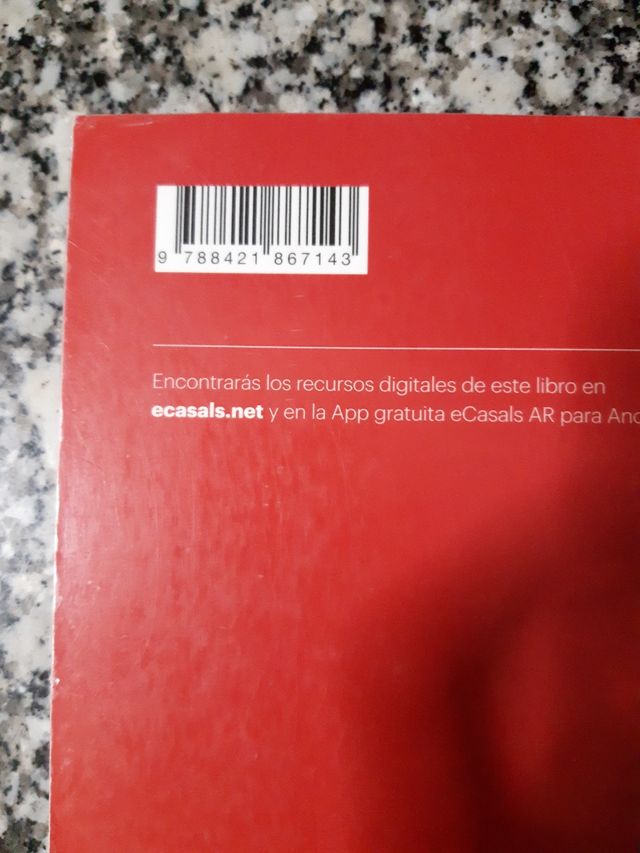 9 788421 867143
Encontrarás los recursos digitales de este libro en
ecasals.net y en la App gratuita eCasals AR para